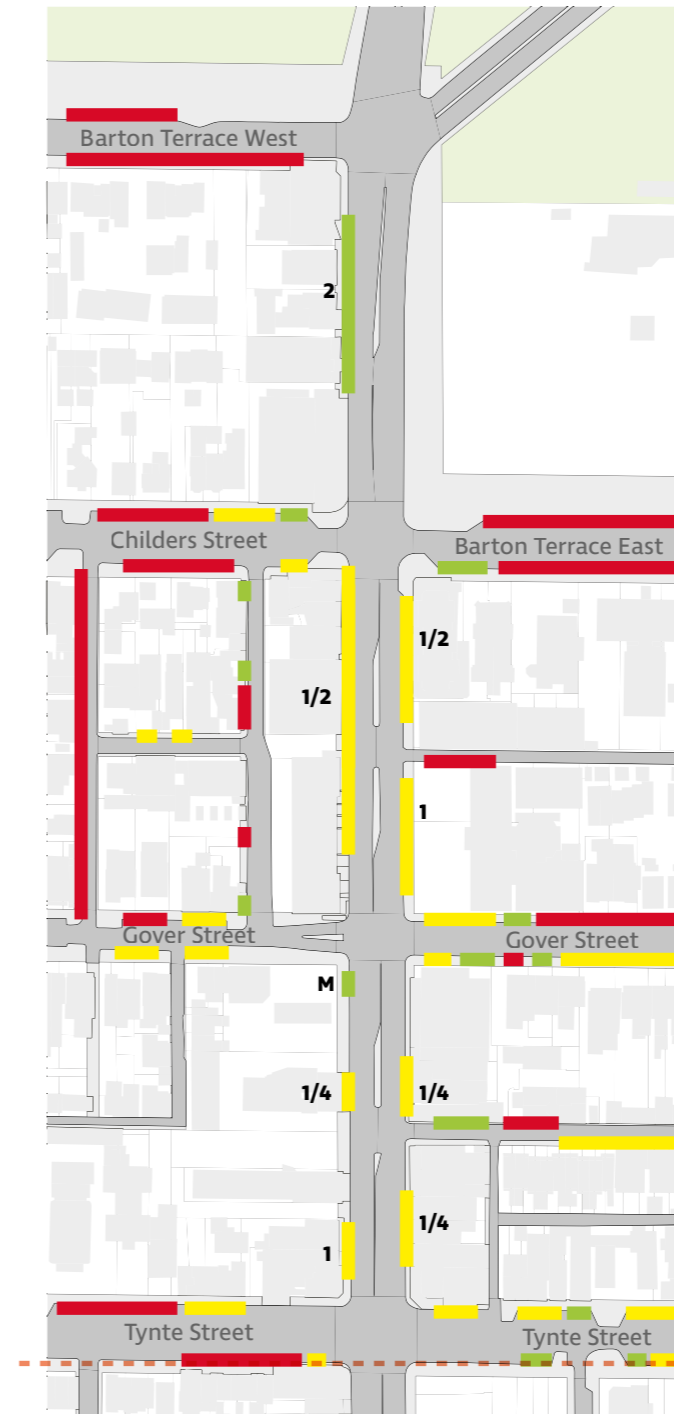 Barton Terrace West
2
Childers Street
Barton Terrace East
1/2
1/2
1
Gover Street
Gover Street
M
1/4
1/4
1/4
1
Tynte Street
Tynte Street